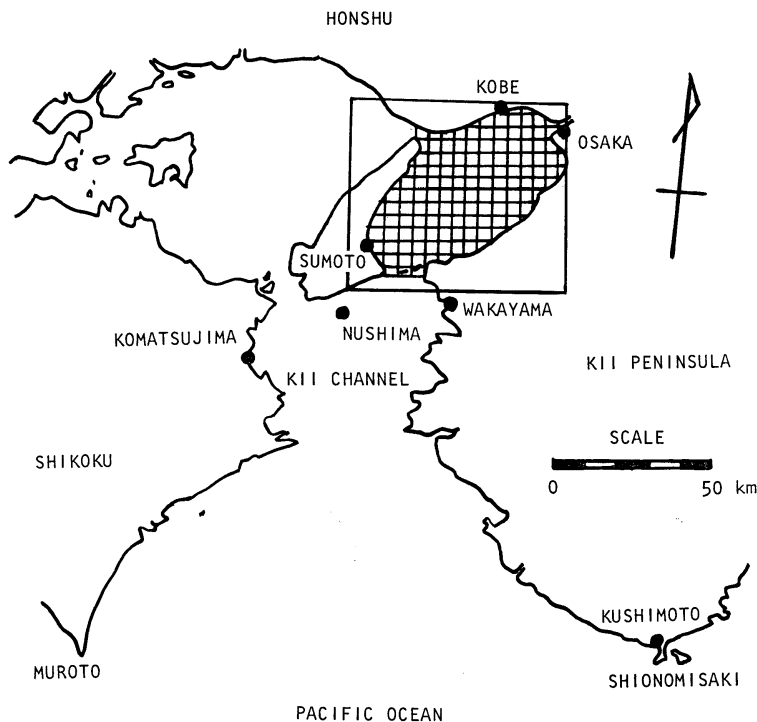 HONSHU
KOBE
OSAKA
SUMOTO
WAKAYAMA
KOMATSUJIMA
NUSHIMA
KII PENINSULA
KII CHANNEL
SCALE
SHIKOKU
0 50 km
KUSHIMOTO
MUROTO
SHIONOMISAKI
PACIFIC OCEAN